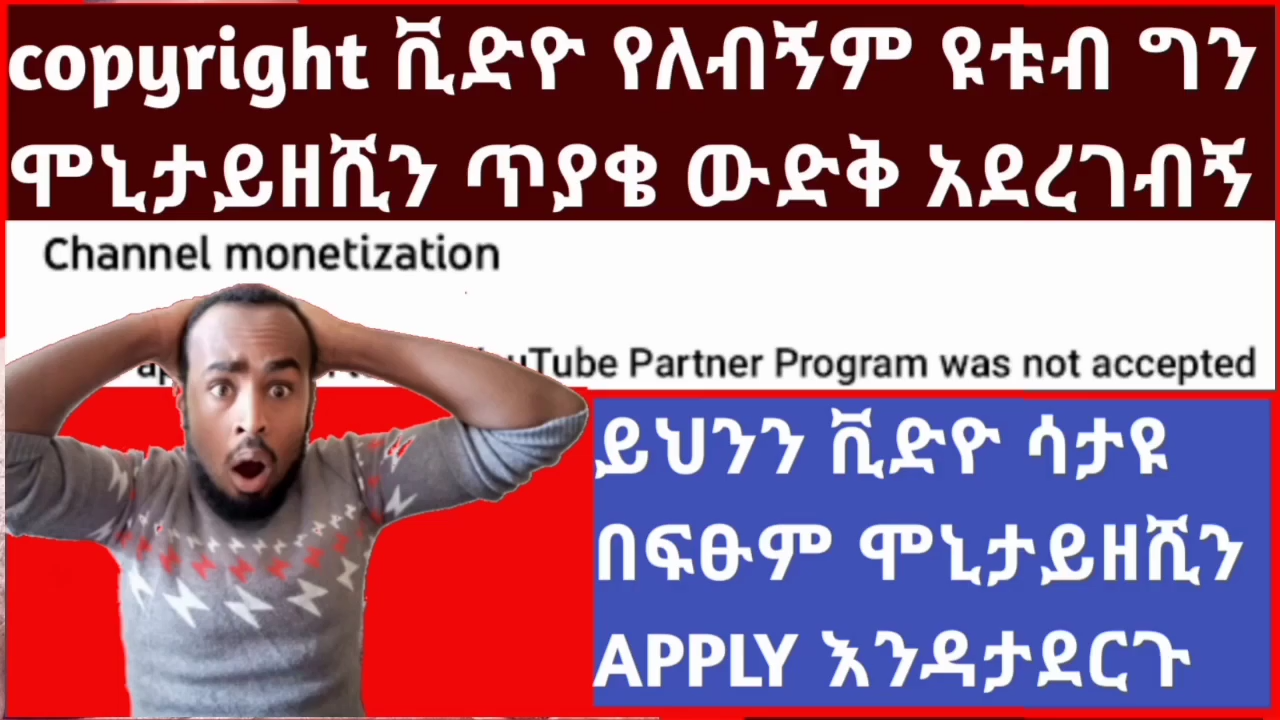 copyright ቪድዮ የለብኝም ዩቱብ ግን
ሞኒታይዘሺን ጥያቄ ውድቅ አደረገብኝ
Channel monetization
YouTube Partner Program was not accepted
ይህንን ቪድዮ ሳታዩ
በፍፁም ሞኒታይዘሺን
APPLY እንዳታደርጉ